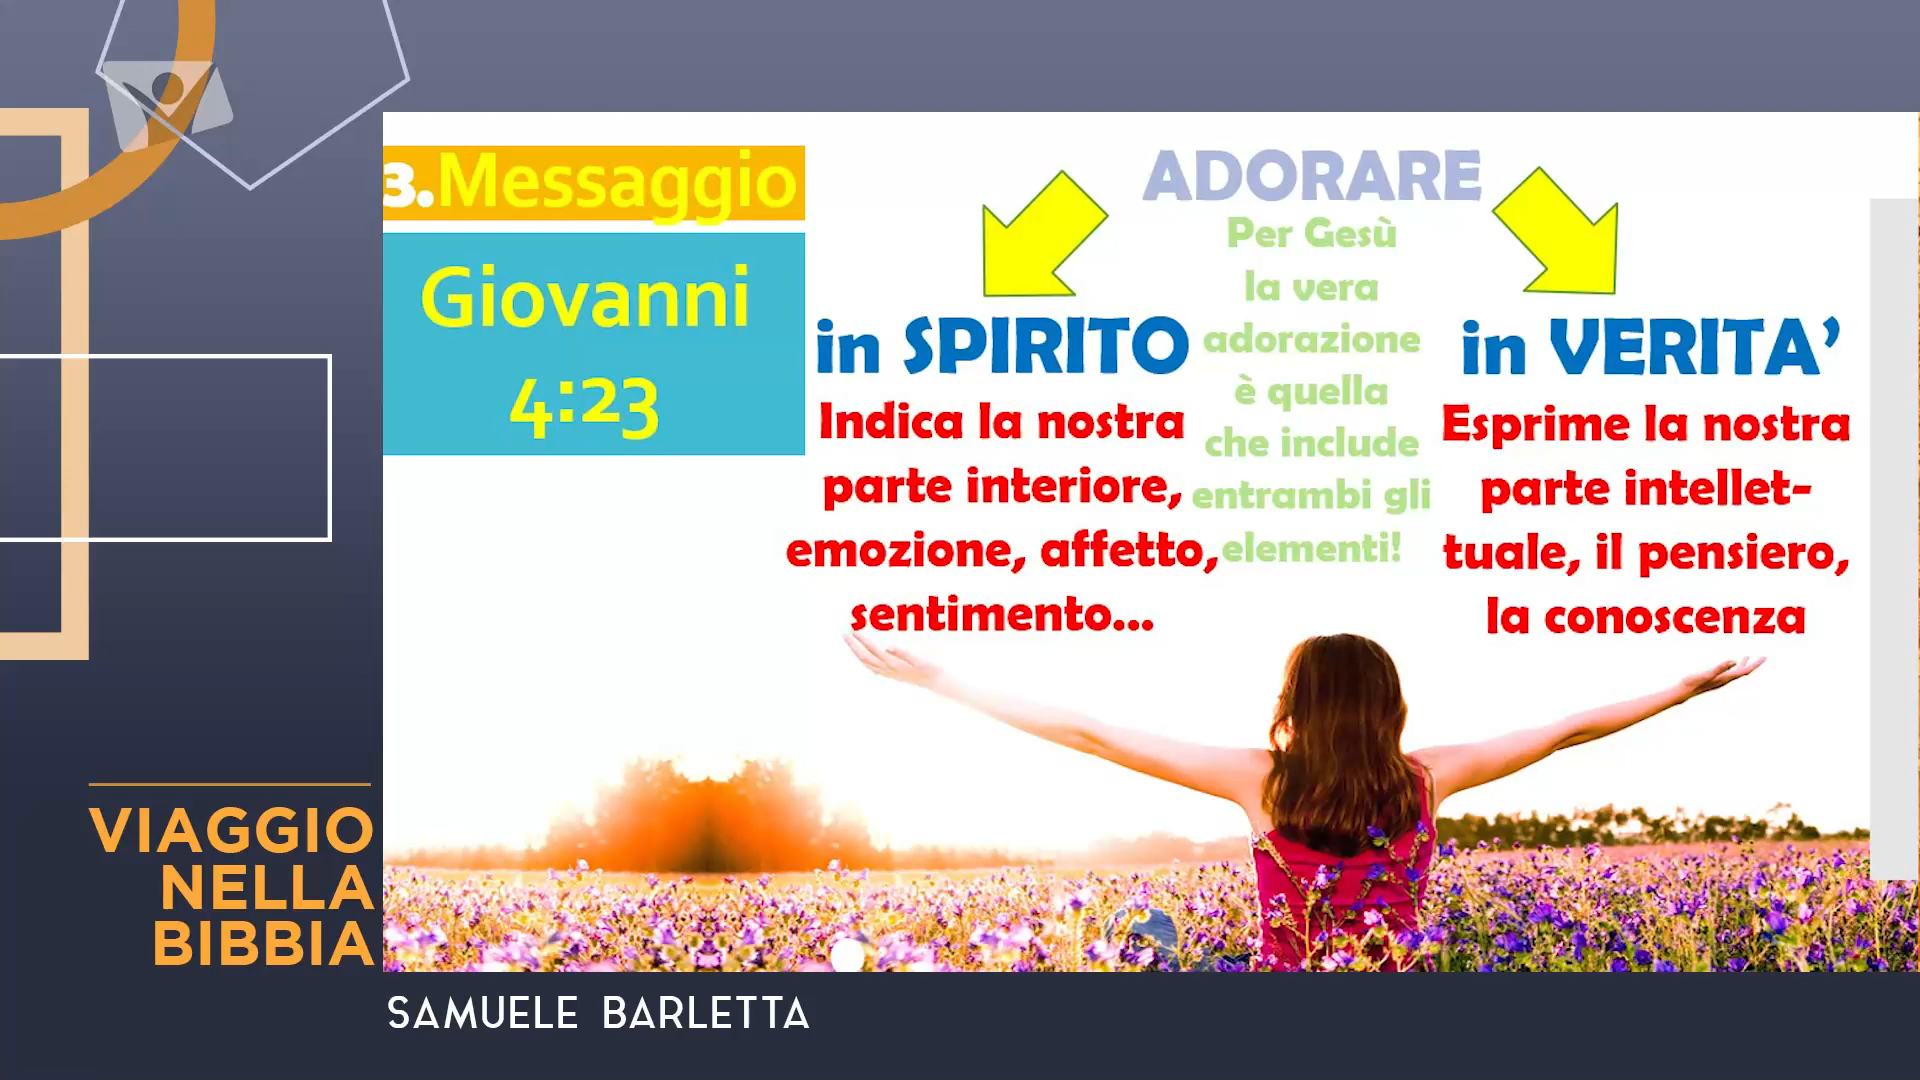 3.Messaggio
Giovanni
4:23
ADORARE
Per Gesù
la vera
adorazione
è quella
che include
entrambi gli
elementi!
in SPIRITO
Indica la nostra
parte interiore,
emozione, affetto,
sentimento...
in VERITA’
Esprime la nostra
parte intellet-
tuale, il pensiero,
la conoscenza
VIAGGIO
NELLA
BIBBIA
SAMUELE BARLETTA